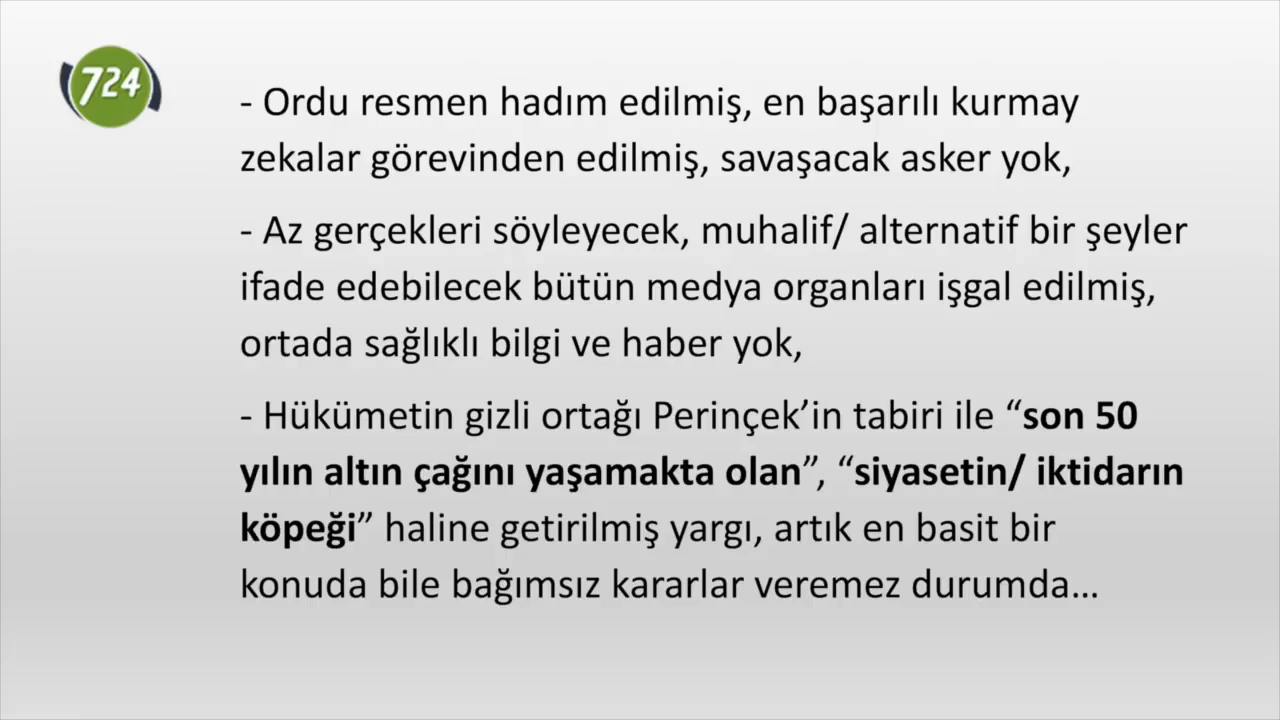 724
- Ordu resmen hadım edilmiş, en başarılı kurmay
zekalar görevinden edilmiş, savaşacak asker yok,
- Az gerçekleri söyleyecek, muhalif/ alternatif bir şeyler
ifade edebilecek bütün medya organları işgal edilmiş,
ortada sağlıklı bilgi ve haber yok,
- Hükümetin gizli ortağı Perinçek’in tabiri ile “son 50
yılın altın çağını yaşamakta olan”, “siyasetin/ iktidarın
köpeği” haline getirilmiş yargı, artık en basit bir
konuda bile bağımsız kararlar veremez durumda…